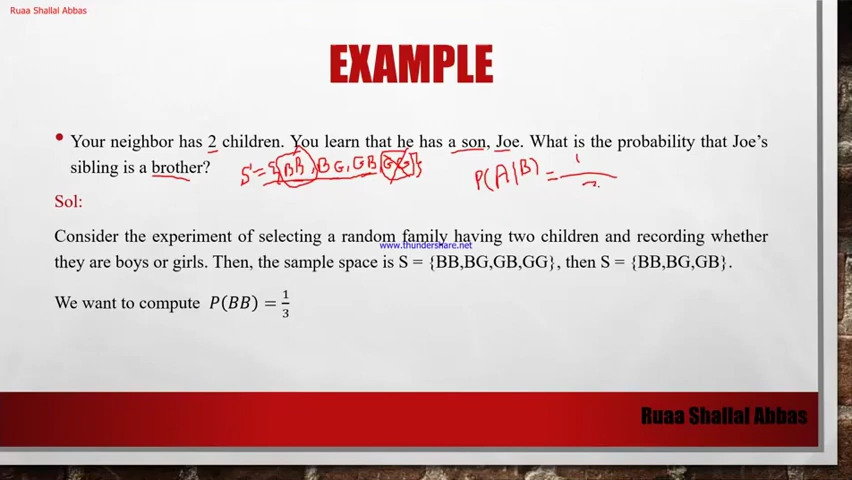 Ruaa Shallal Abbas
EXAMPLE
• Your neighbor has 2 children. You learn that he has a son, Joe. What is the probability that Joe's
sibling is a brother?
S = {BB, BG, GB, GG}
P(A|B) = 1
Sol:
Consider the experiment of selecting a random family having two children and recording whether
www.thundershare.net
they are boys or girls. Then, the sample space is S = {BB,BG,GB,GG}, then S = {BB,BG,GB}.
We want to compute P(BB) = 1/3
Ruaa Shallal Abbas